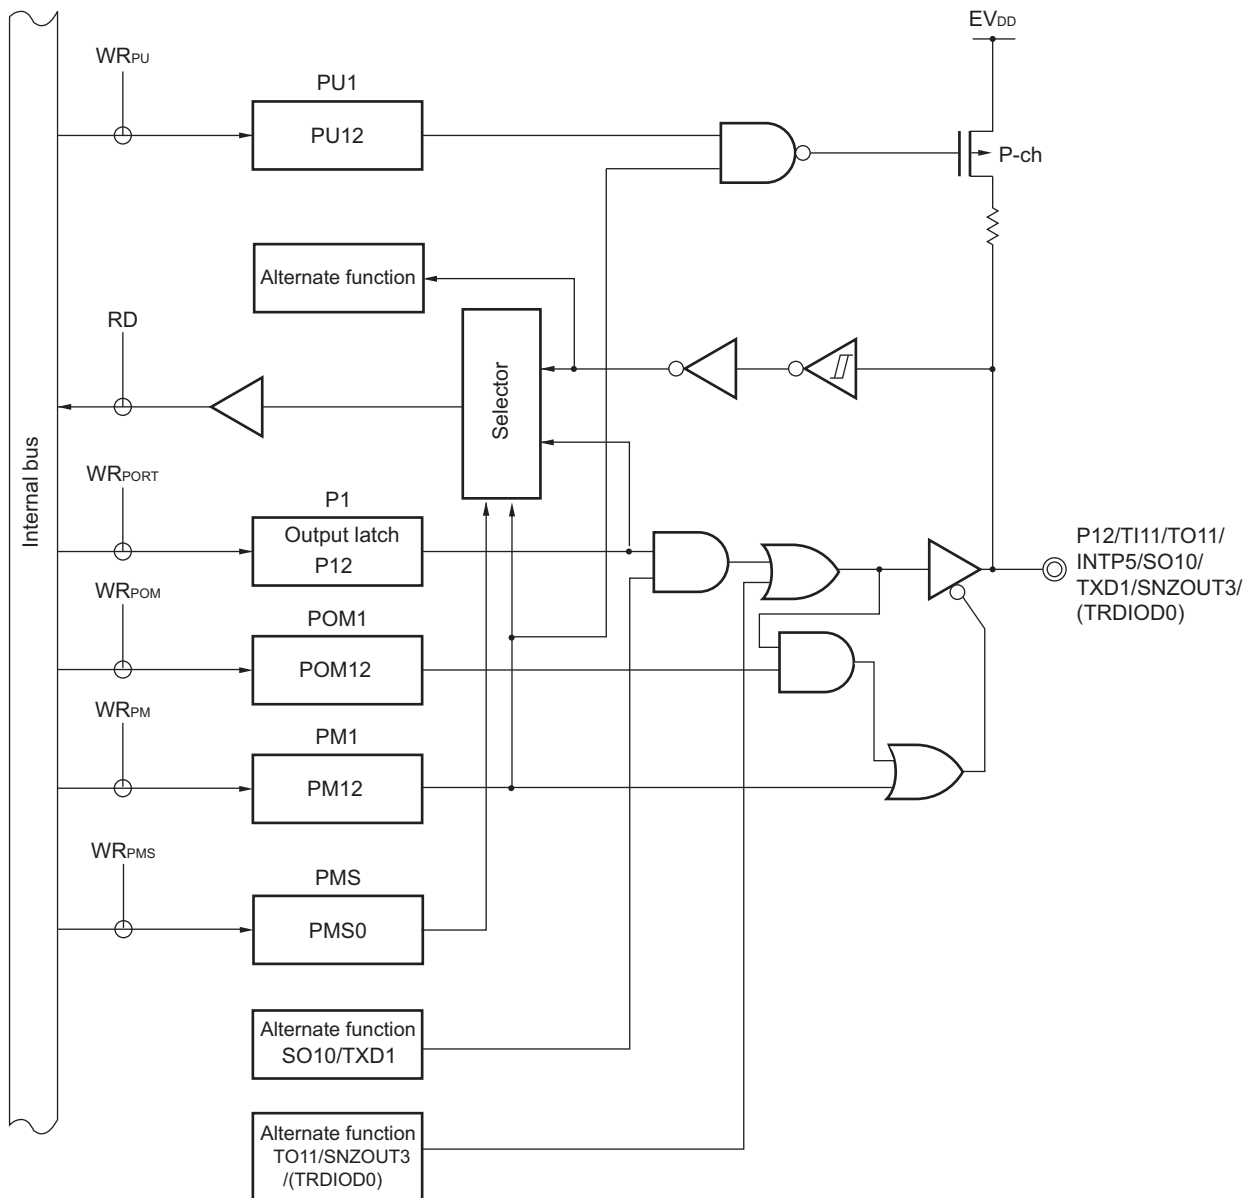 EVDD
WRPU
PU1
PU12
P-ch
Alternate function
RD
Selector
Internal bus
WRPORT
P1
Output latch
P12
P12/TI11/TO11/
INTP5/SO10/
TXD1/SNZOUT3/
(TRDIOD0)
WRPOM
POM1
POM12
WRPM
PM1
PM12
WRPMS
PMS
PMS0
Alternate function
SO10/TXD1
Alternate function
TO11/SNZOUT3
/(TRDIOD0)